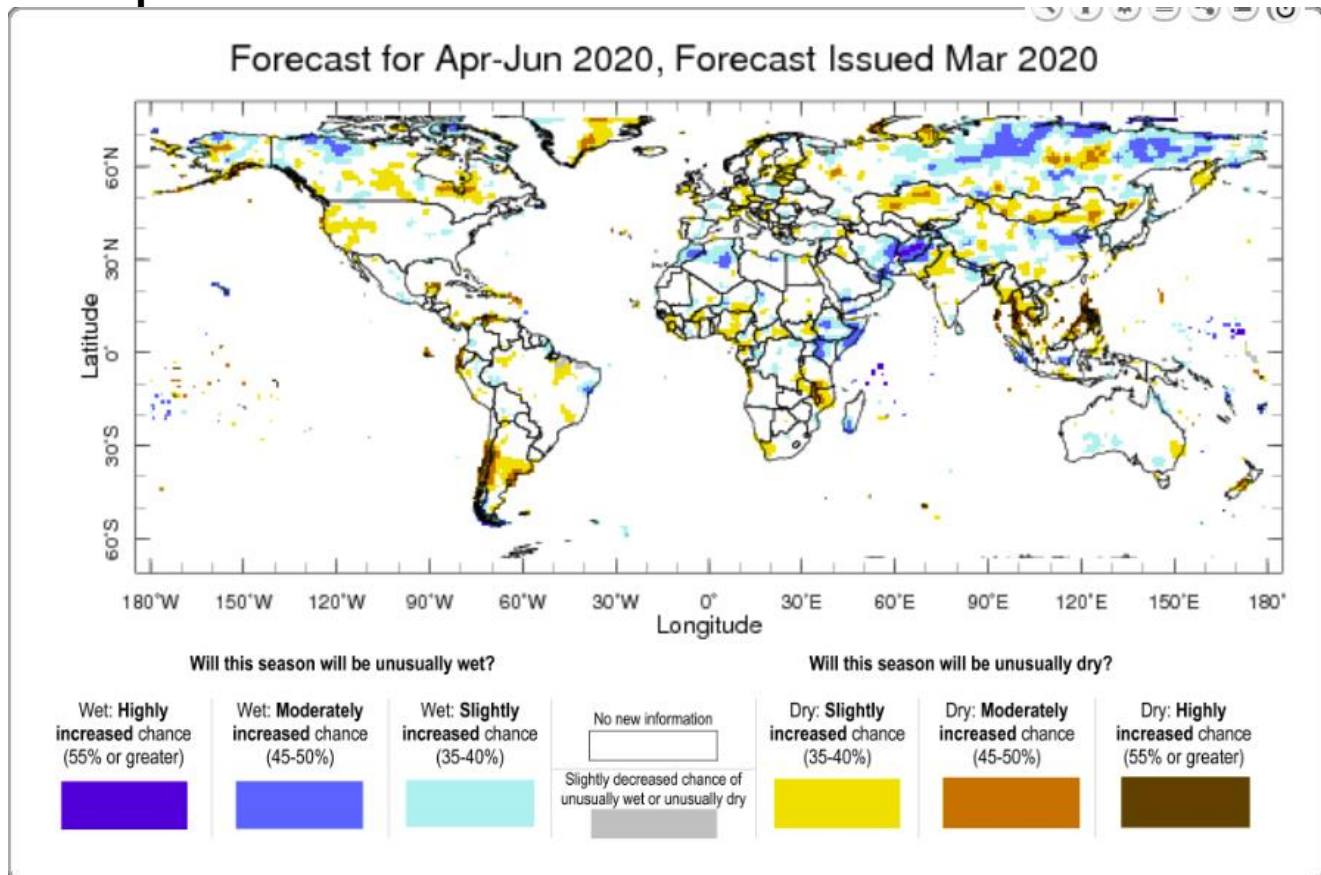 Forecast for Apr-Jun 2020, Forecast Issued Mar 2020
Latitude
60°N
30°N
0°
30°S
60°S
180°W 150°W 120°W 90°W 60°W 30°W 0° 30°E 60°E 90°E 120°E 150°E 180°
Longitude
Will this season will be unusually wet?
Will this season will be unusually dry?
Wet: Highly
increased chance
(55% or greater)
Wet: Moderately
increased chance
(45-50%)
Wet: Slightly
increased chance
(35-40%)
No new information
Slightly decreased chance of
unusually wet or unusually dry
Dry: Slightly
increased chance
(35-40%)
Dry: Moderately
increased chance
(45-50%)
Dry: Highly
increased chance
(55% or greater)